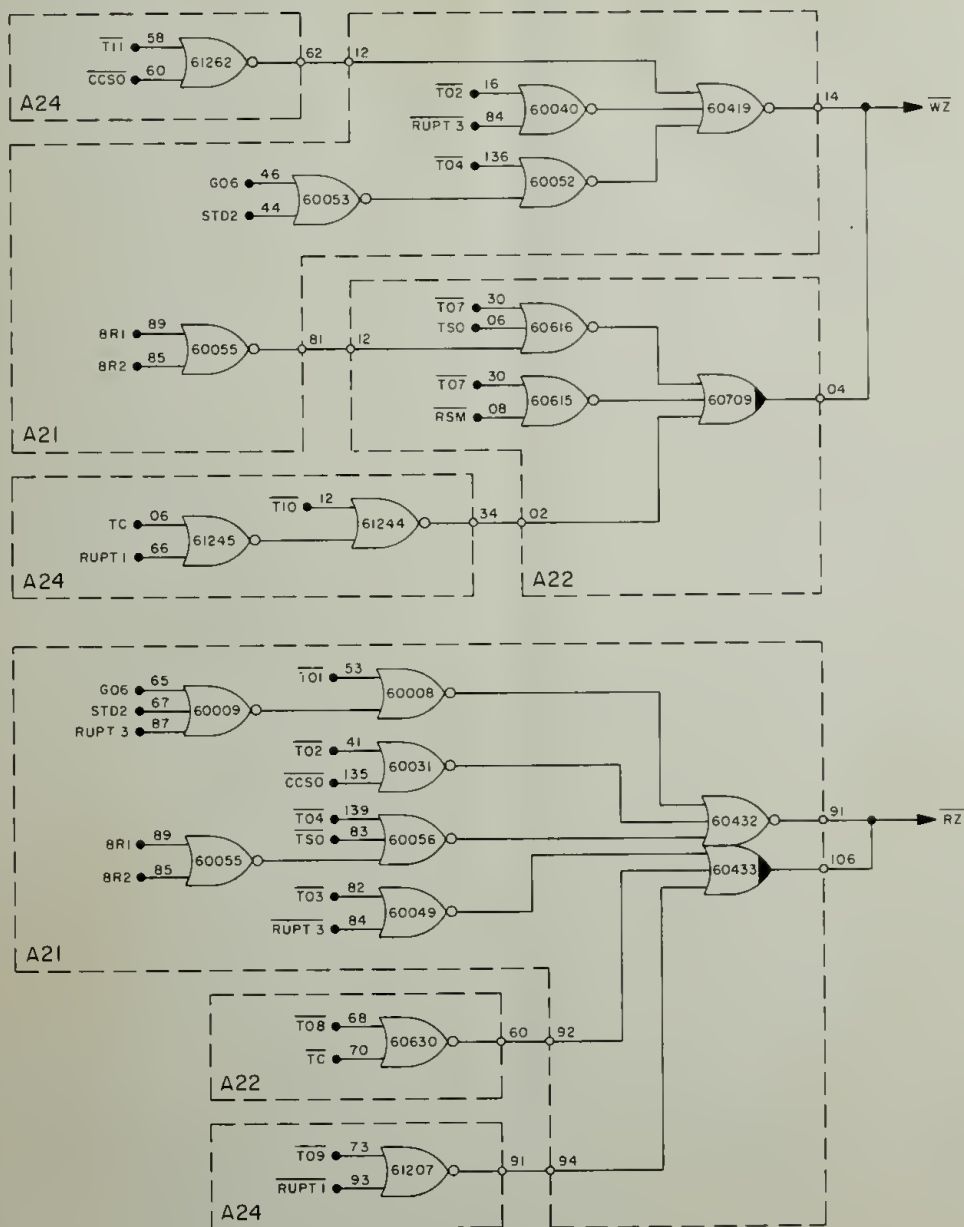 T11 58
CCSO 60
61262
62 12
A24
T02 16
RUPT 3 84
60040
60419
14
WZ
T04 136
60052
G06 46
STD2 44
60053
8R1 89
8R2 85
60055
81 12
T07 30
TSO 06
60616
T07 30
RSM 08
60615
60709
04
A21
TC 06
RUPT 1 66
61245
T10 12
61244
34 02
A24
A22
G06 65
STD2 67
RUPT 3 87
60009
T01 53
60008
T02 41
CCSO 135
60031
T04 139
TSO 83
60056
8R1 89
8R2 85
60055
T03 82
RUPT 3 84
60049
60432
91
RZ
60433
106
A21
T08 68
TC 70
60630
60 92
A22
T09 73
RUPT 1 93
61207
91 94
A24